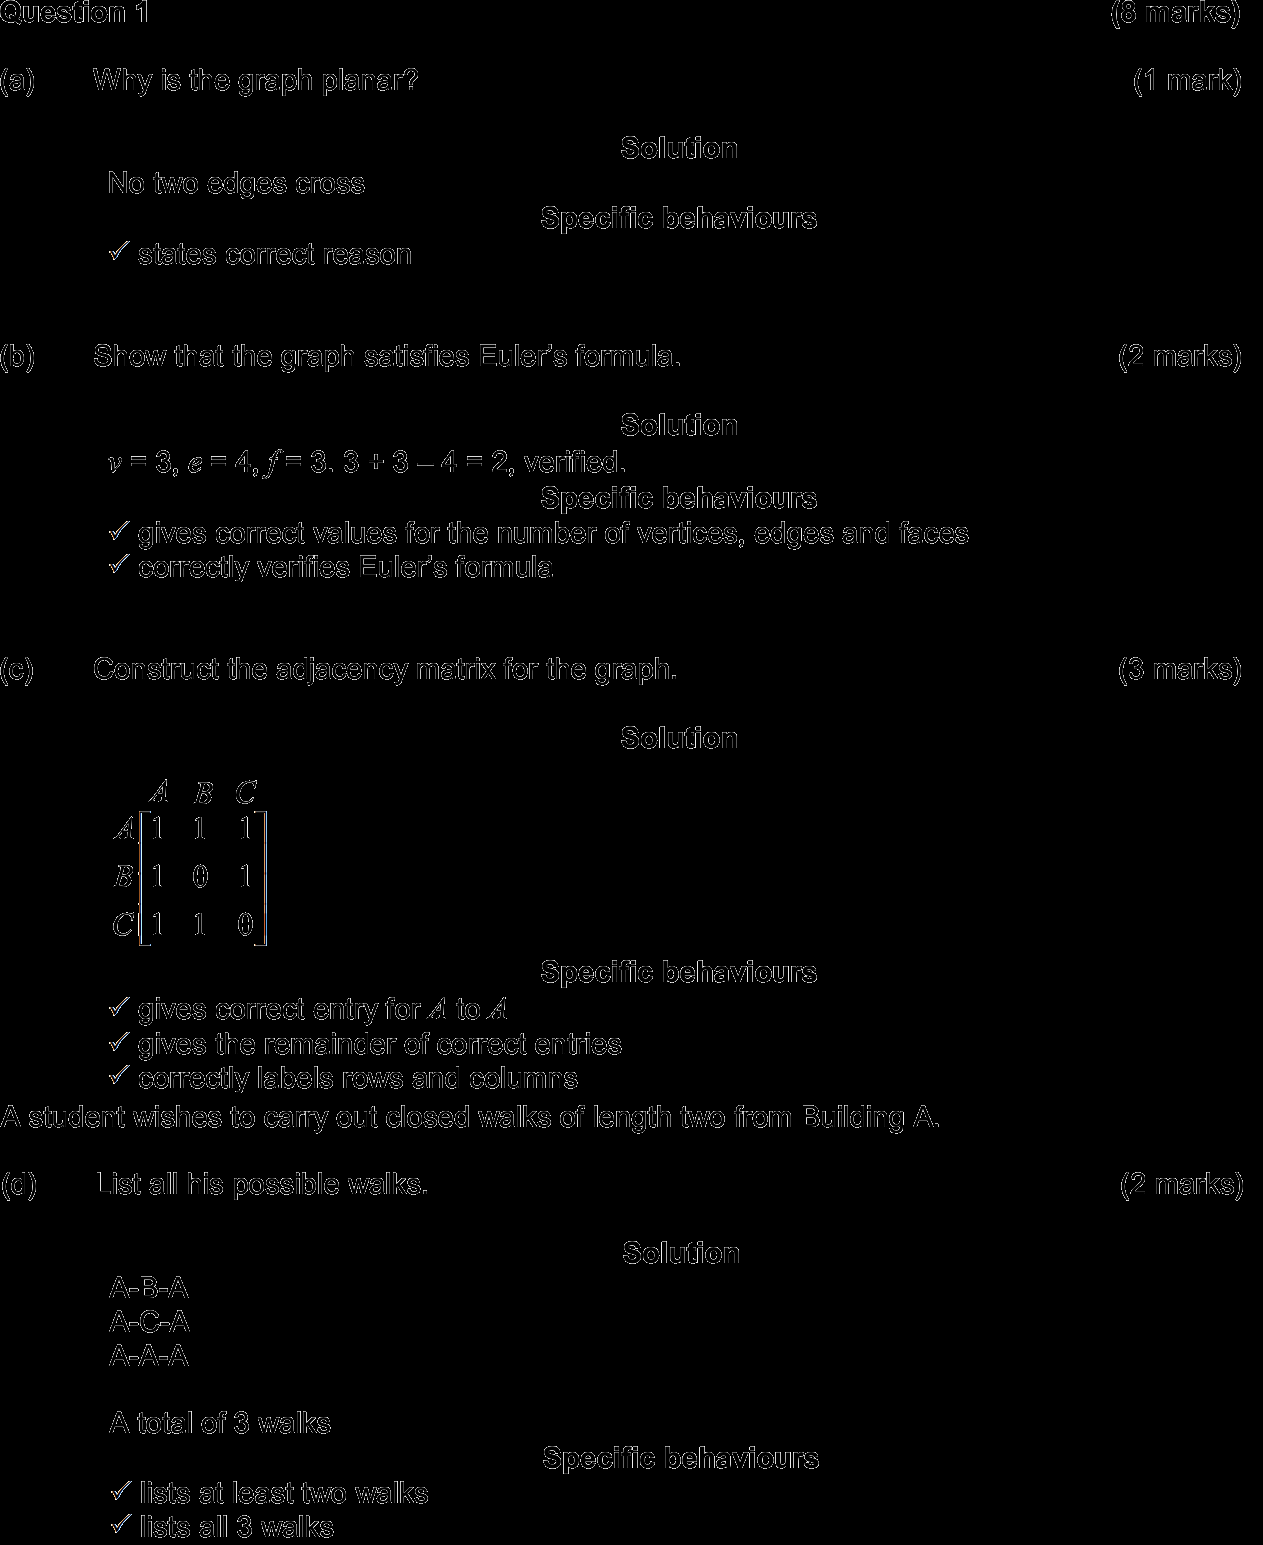 Question 1 (8 marks)
(a) Why is the graph planar? (1 mark)
Solution
No two edges cross
Specific behaviours
✓ states correct reason
(b) Show that the graph satisfies Euler's formula. (2 marks)
Solution
v = 3, e = 4, f = 3. 3 + 3 – 4 = 2, verified.
Specific behaviours
✓ gives correct values for the number of vertices, edges and faces
✓ correctly verifies Euler's formula
(c) Construct the adjacency matrix for the graph. (3 marks)
Solution
A B C
A 1 1 1
B 1 0 1
C 1 1 0
Specific behaviours
✓ gives correct entry for A to A
✓ gives the remainder of correct entries
✓ correctly labels rows and columns
A student wishes to carry out closed walks of length two from Building A.
(d) List all his possible walks. (2 marks)
Solution
A-B-A
A-C-A
A-A-A
A total of 3 walks
Specific behaviours
✓ lists at least two walks
✓ lists all 3 walks